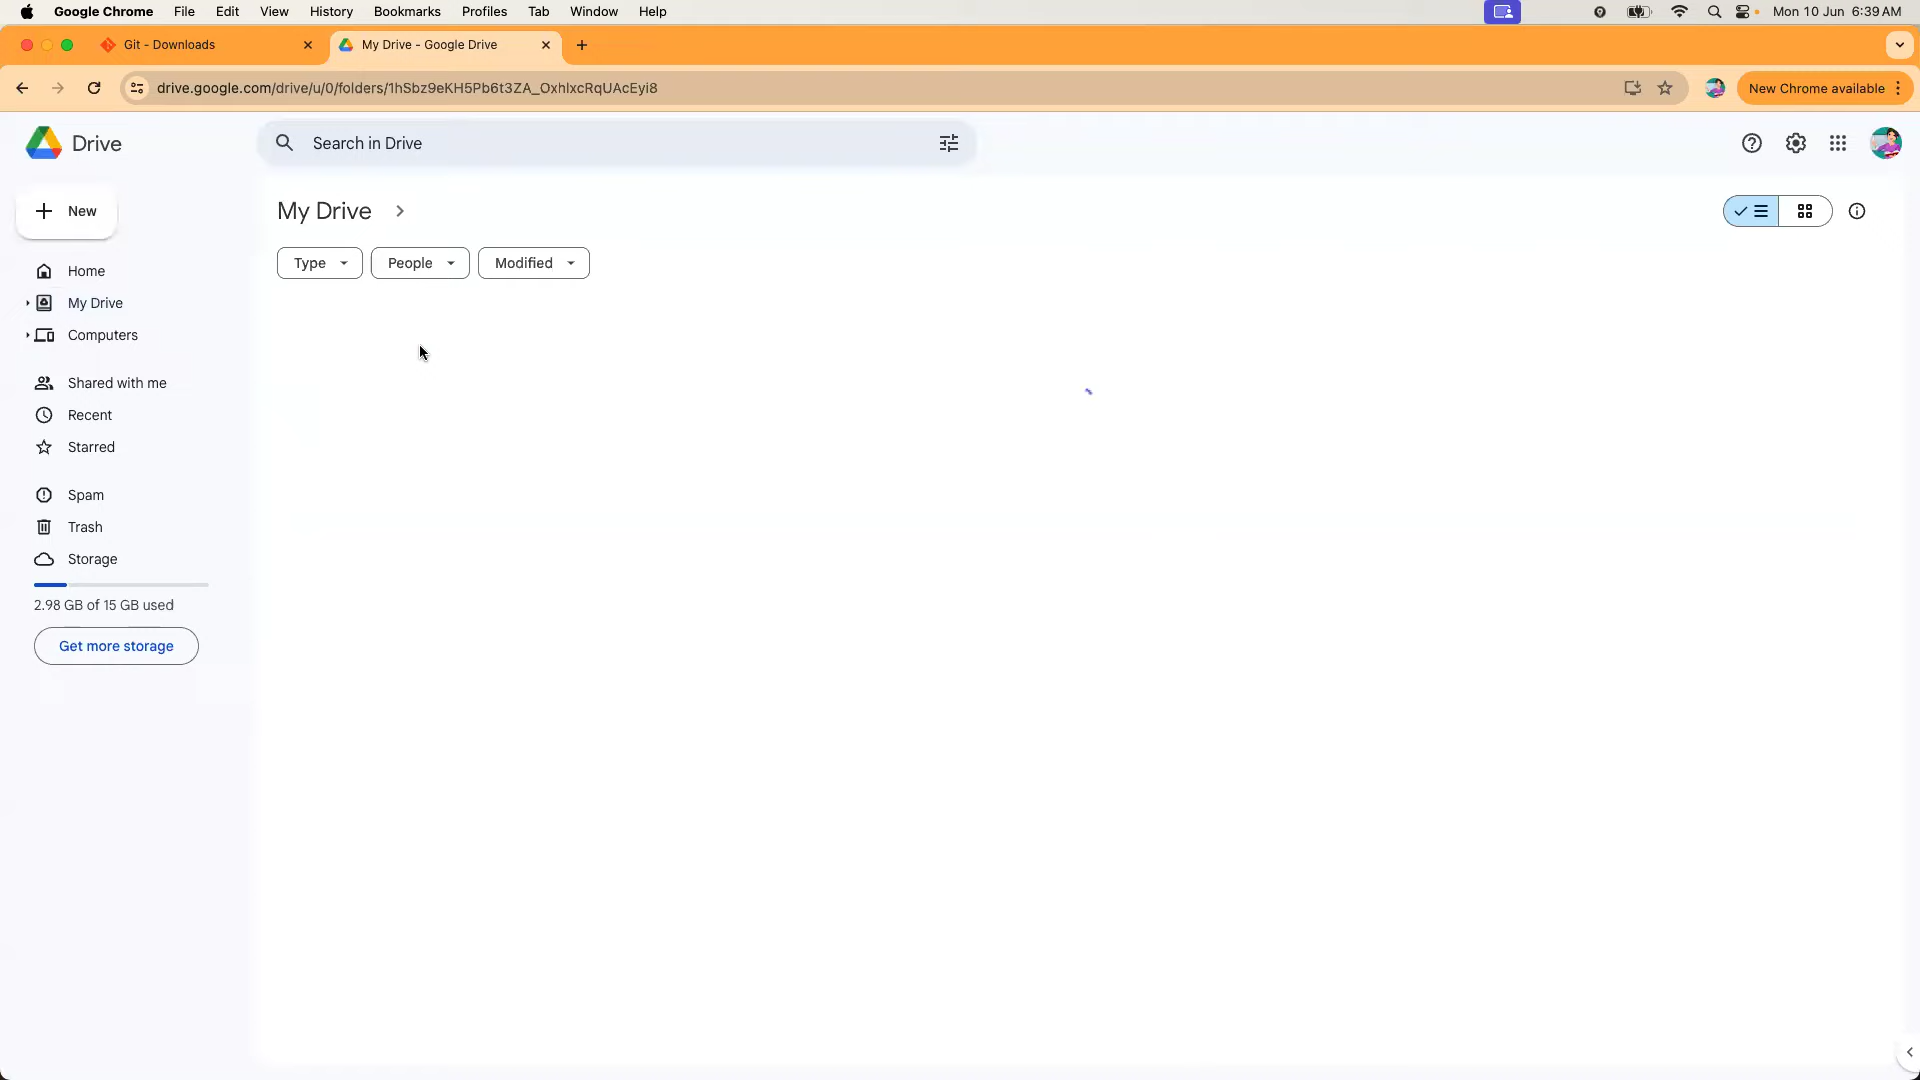 Google Chrome File Edit View History Bookmarks Profiles Tab Window Help Mon 10 Jun 6:39 AM
Git - Downloads My Drive - Google Drive
drive.google.com/drive/u/0/folders/1hSbz9eKH5Pb6t3ZA_OxhlxcRqUAcEyi8 New Chrome available
Drive Search in Drive
New
My Drive
Type People Modified
Home
My Drive
Computers
Shared with me
Recent
Starred
Spam
Trash
Storage
2.98 GB of 15 GB used
Get more storage